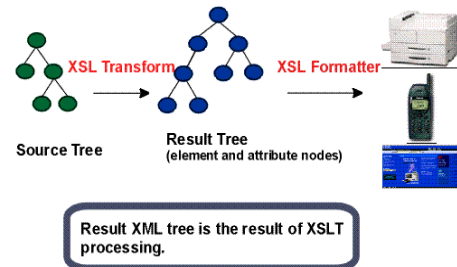 XSL Transform
XSL Formatter
Source Tree
Result Tree
(element and attribute nodes)
Result XML tree is the result of XSLT
processing.